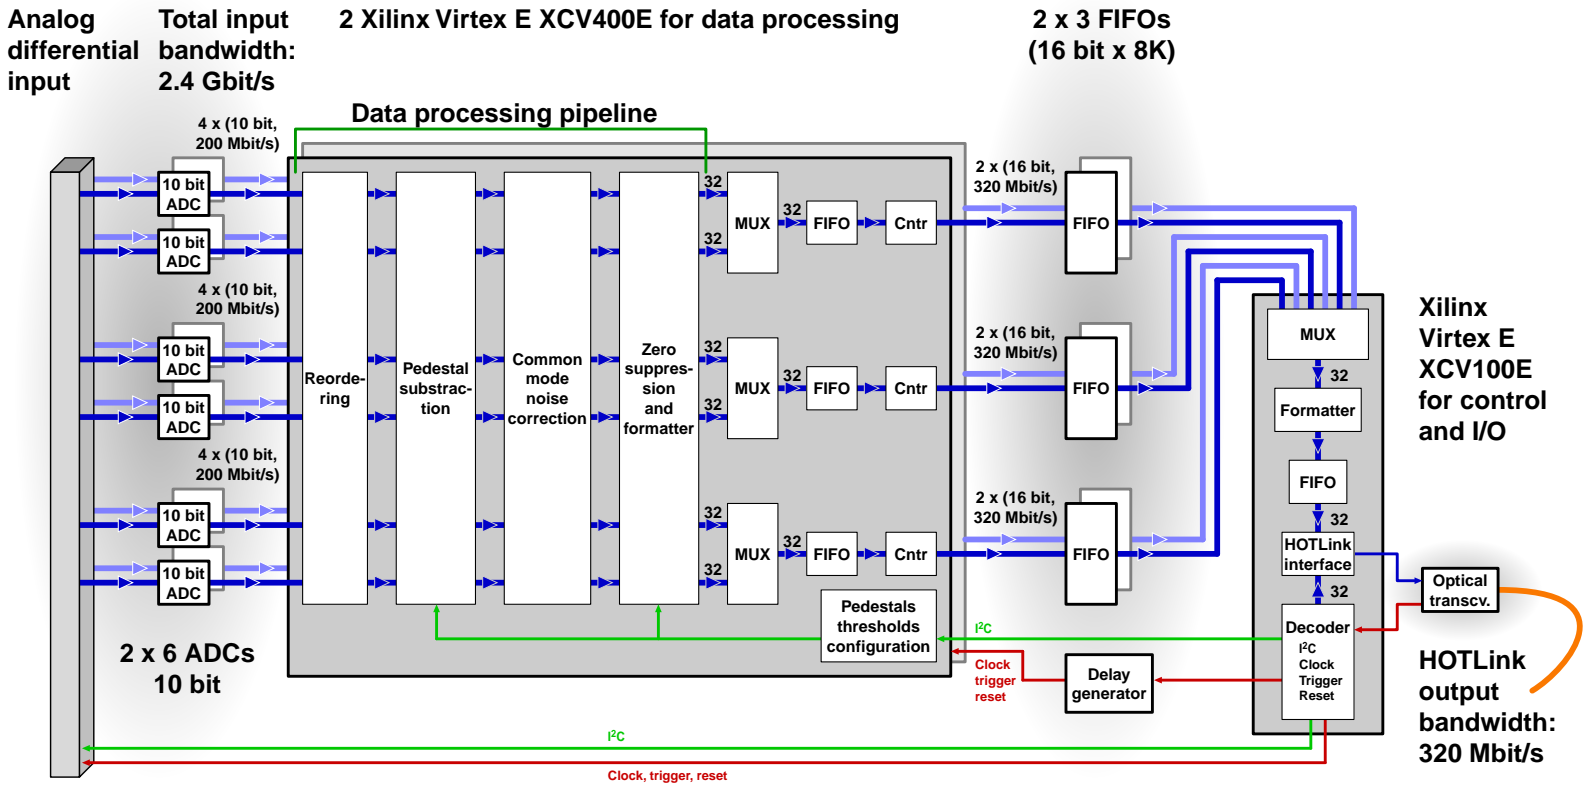 Analog
differential
input
Total input
bandwidth:
2.4 Gbit/s
2 Xilinx Virtex E XCV400E for data processing
2 x 3 FIFOs
(16 bit x 8K)
Data processing pipeline
4 x (10 bit,
200 Mbit/s)
10 bit
ADC
10 bit
ADC
4 x (10 bit,
200 Mbit/s)
10 bit
ADC
10 bit
ADC
4 x (10 bit,
200 Mbit/s)
10 bit
ADC
10 bit
ADC
2 x 6 ADCs
10 bit
Reorde-
ring
Pedestal
substrac-
tion
Common
mode
noise
correction
Zero
suppres-
sion
and
formatter
32
32
MUX
32
FIFO
Cntr
32
32
MUX
32
FIFO
Cntr
32
32
MUX
32
FIFO
Cntr
Pedestals
thresholds
configuration
2 x (16 bit,
320 Mbit/s)
FIFO
2 x (16 bit,
320 Mbit/s)
FIFO
2 x (16 bit,
320 Mbit/s)
FIFO
I²C
Clock
trigger
reset
Delay
generator
MUX
32
Formatter
FIFO
32
HOTLink
interface
32
Decoder
I²C
Clock
Trigger
Reset
Xilinx
Virtex E
XCV100E
for control
and I/O
Optical
transcv.
HOTLink
output
bandwidth:
320 Mbit/s
I²C
Clock, trigger, reset